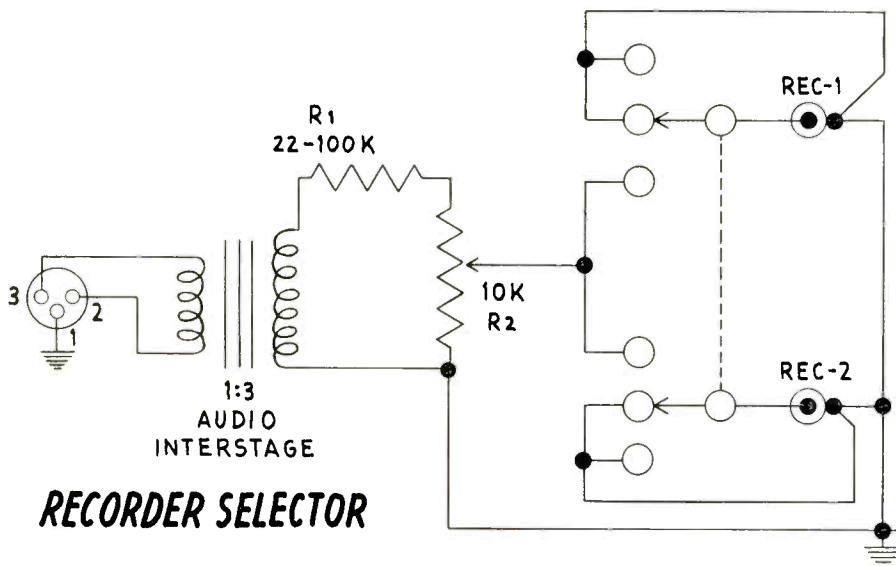 REC-1
R1
22-100K
3
2
1
10K
R2
REC-2
1:3
AUDIO
INTERSTAGE
RECORDER SELECTOR